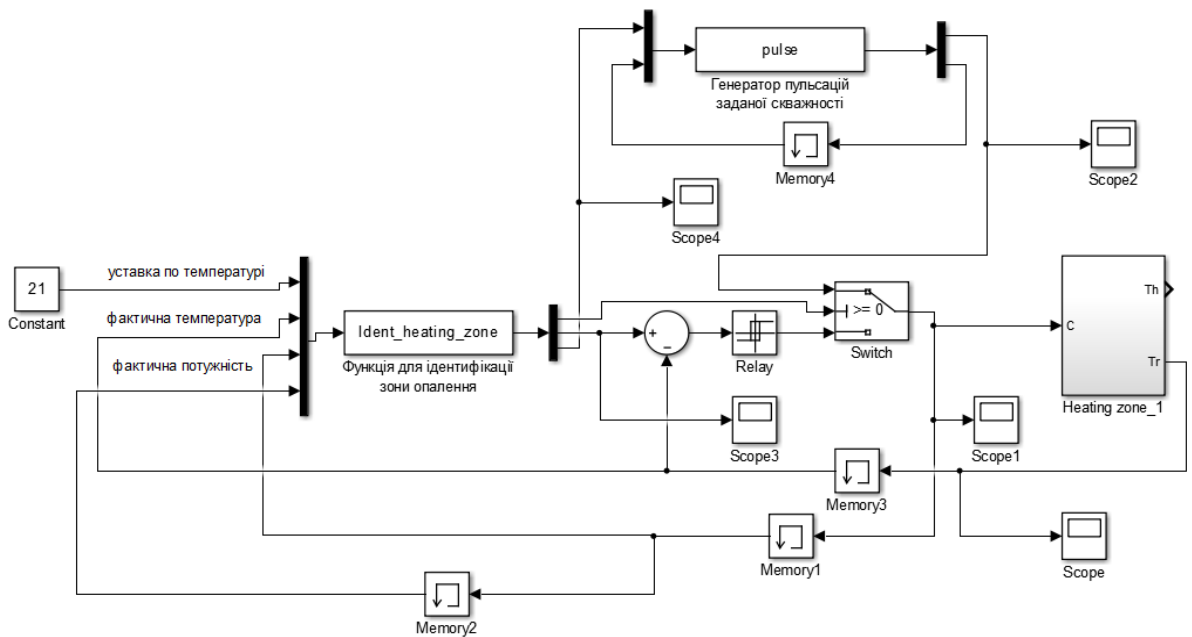 pulse
Генератор пульсацій
заданої скважності
Memory4
Scope2
Scope4
уставка по температурі
21
Constant
фактична температура
фактична потужність
Ident_heating_zone
Функція для ідентифікації
зони опалення
+
−
Relay
>= 0
Switch
Th
C
Tr
Heating zone_1
Scope3
Scope1
Memory3
Memory1
Scope
Memory2